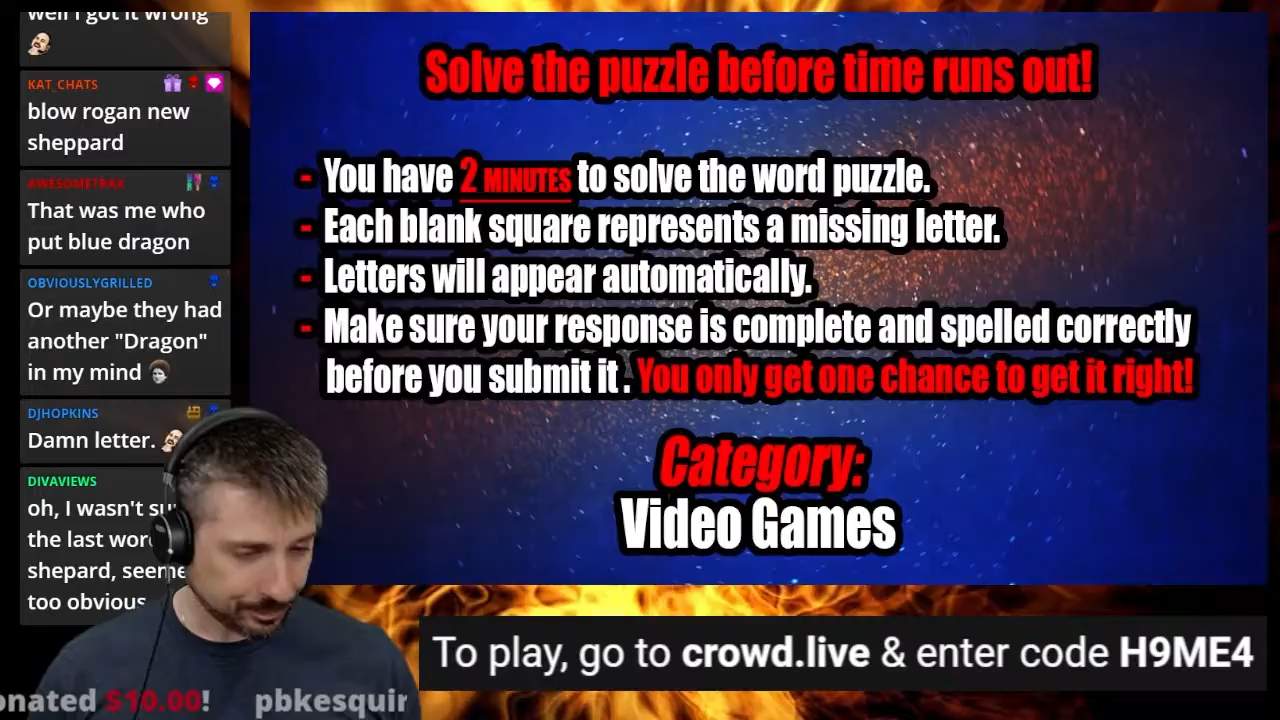 well I got it wrong
KAT_CHATS
blow rogan new
sheppard
AWESOMETRAX
That was me who
put blue dragon
OBVIOUSLYGRILLED
Or maybe they had
another "Dragon"
in my mind
DJHOPKINS
Damn letter.
DIVAVIEWS
oh, I wasn't su
the last wor
shepard, seeme
too obvious
Solve the puzzle before time runs out!
- You have 2 MINUTES to solve the word puzzle.
- Each blank square represents a missing letter.
- Letters will appear automatically.
- Make sure your response is complete and spelled correctly
before you submit it. You only get one chance to get it right!
Category:
Video Games
To play, go to crowd.live & enter code H9ME4
onated $10.00! pbkesquir